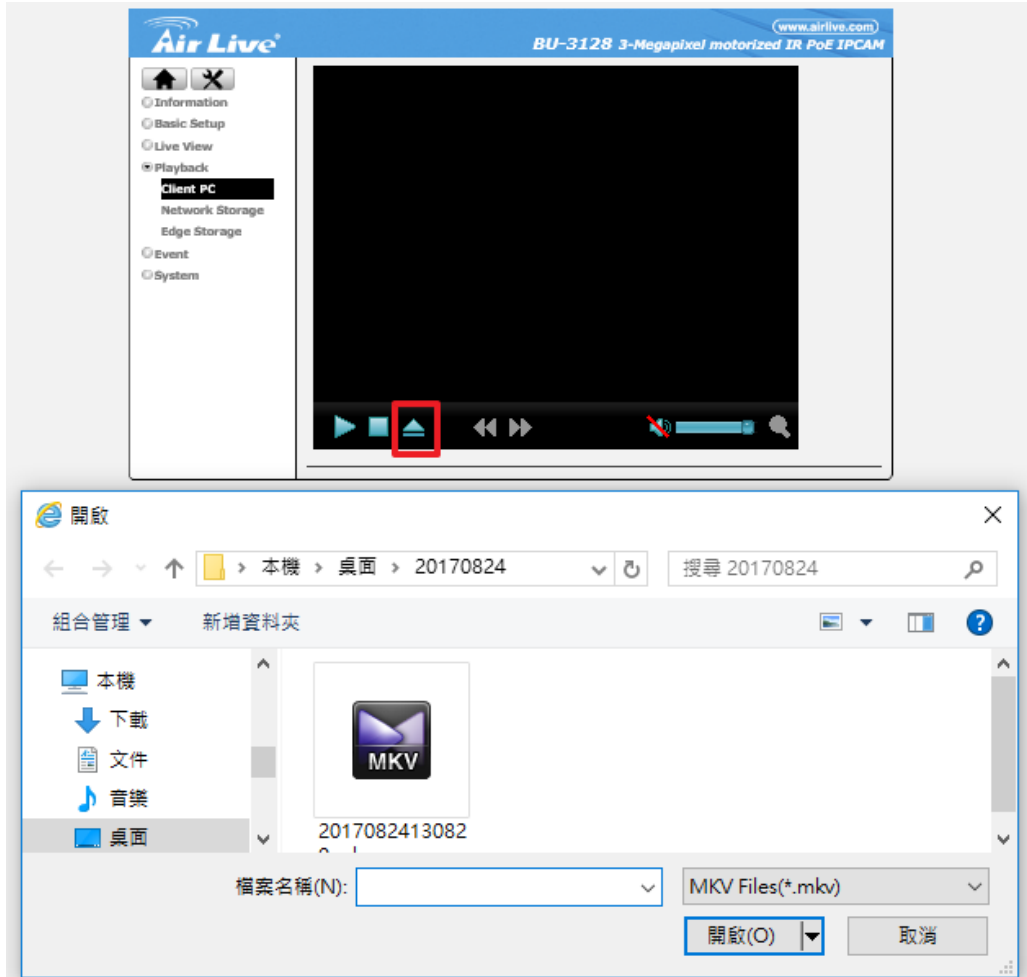 Air Live®
(www.airlive.com)
BU-3128 3-Megapixel motorized IR PoE IPCAM
Information
Basic Setup
Live View
Playback
Client PC
Network Storage
Edge Storage
Event
System
開啟
本機 › 桌面 › 20170824
搜尋 20170824
組合管理
新增資料夾
本機
下載
文件
音樂
桌面
MKV
2017082413082
檔案名稱(N):
MKV Files(*.mkv)
開啟(O)
取消